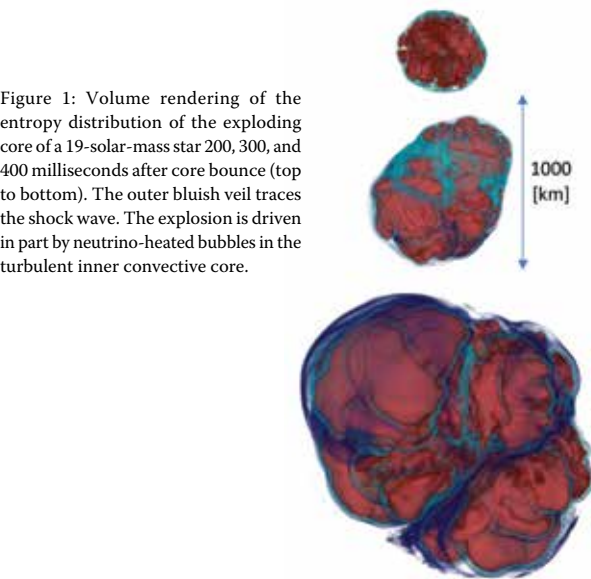 Figure 1: Volume rendering of the
entropy distribution of the exploding
core of a 19-solar-mass star 200, 300, and
400 milliseconds after core bounce (top
to bottom). The outer bluish veil traces
the shock wave. The explosion is driven
in part by neutrino-heated bubbles in the
turbulent inner convective core.
1000
[km]